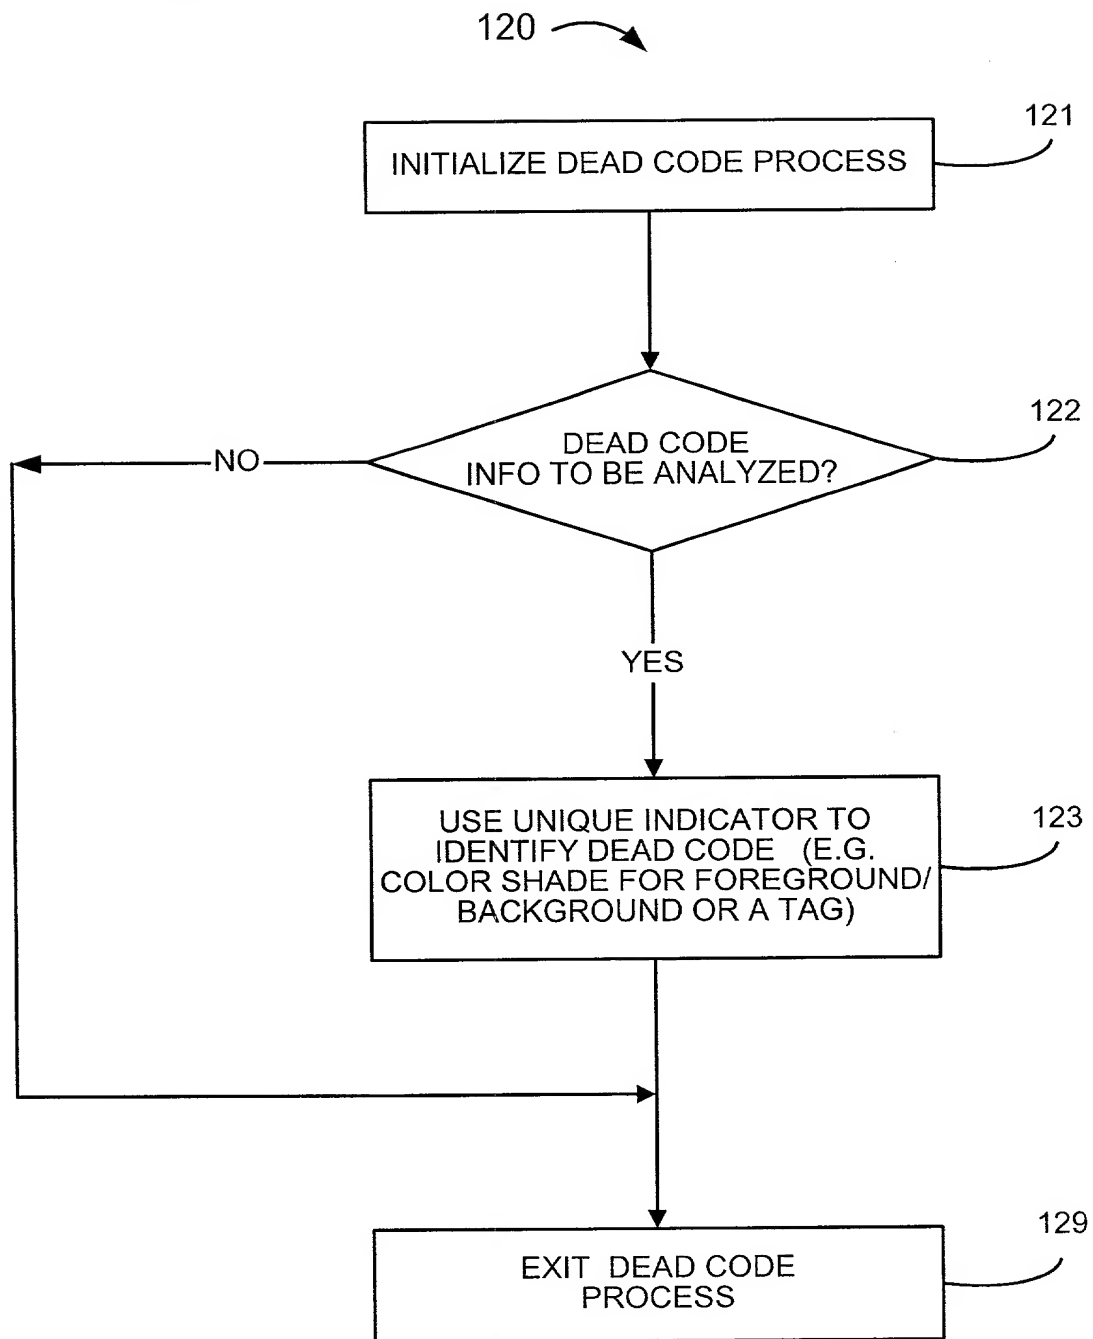 120
121
INITIALIZE DEAD CODE PROCESS
122
DEAD CODE
INFO TO BE ANALYZED?
NO
YES
123
USE UNIQUE INDICATOR TO
IDENTIFY DEAD CODE (E.G.
COLOR SHADE FOR FOREGROUND/
BACKGROUND OR A TAG)
129
EXIT DEAD CODE
PROCESS